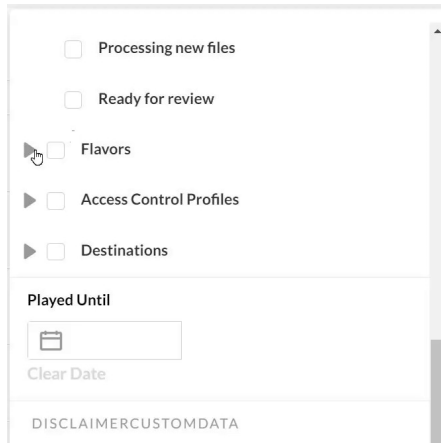 Processing new files
Ready for review
Flavors
Access Control Profiles
Destinations
Played Until
Clear Date
DISCLAIMERCUSTOMDATA